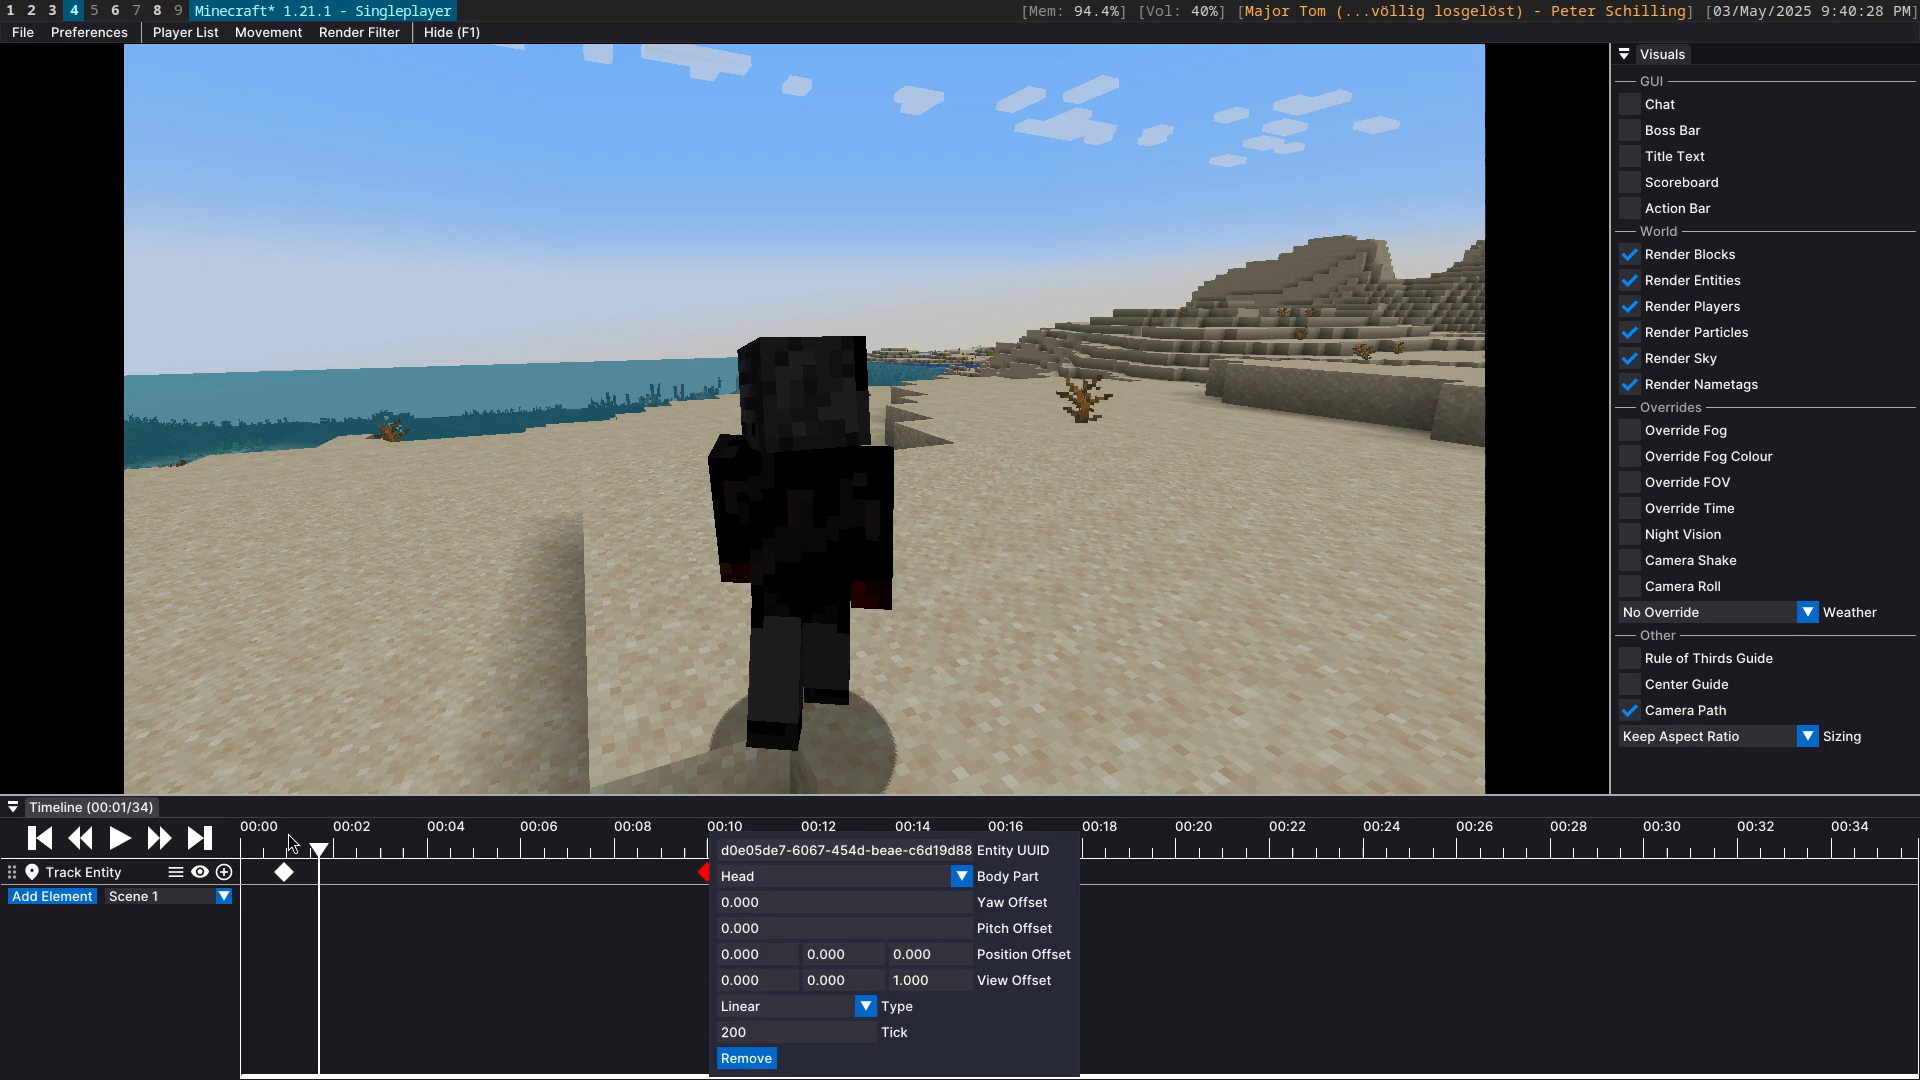 1 2 3 4 5 6 7 8 9 Minecraft* 1.21.1 - Singleplayer [Mem: 94.4%] [Vol: 40%] [Major Tom (...völlig losgelöst) - Peter Schilling] [03/May/2025 9:40:28 PM]
File Preferences Player List Movement Render Filter Hide (F1)
Visuals
GUI
Chat
Boss Bar
Title Text
Scoreboard
Action Bar
World
Render Blocks
Render Entities
Render Players
Render Particles
Render Sky
Render Nametags
Overrides
Override Fog
Override Fog Colour
Override FOV
Override Time
Night Vision
Camera Shake
Camera Roll
No Override Weather
Other
Rule of Thirds Guide
Center Guide
Camera Path
Keep Aspect Ratio Sizing
Timeline (00:01/34)
00:00 00:02 00:04 00:06 00:08 00:10 00:12 00:14 00:16 00:18 00:20 00:22 00:24 00:26 00:28 00:30 00:32 00:34
Track Entity
Add Element Scene 1
d0e05de7-6067-454d-beae-c6d19d88 Entity UUID
Head Body Part
0.000 Yaw Offset
0.000 Pitch Offset
0.000 0.000 0.000 Position Offset
0.000 0.000 1.000 View Offset
Linear Type
200 Tick
Remove